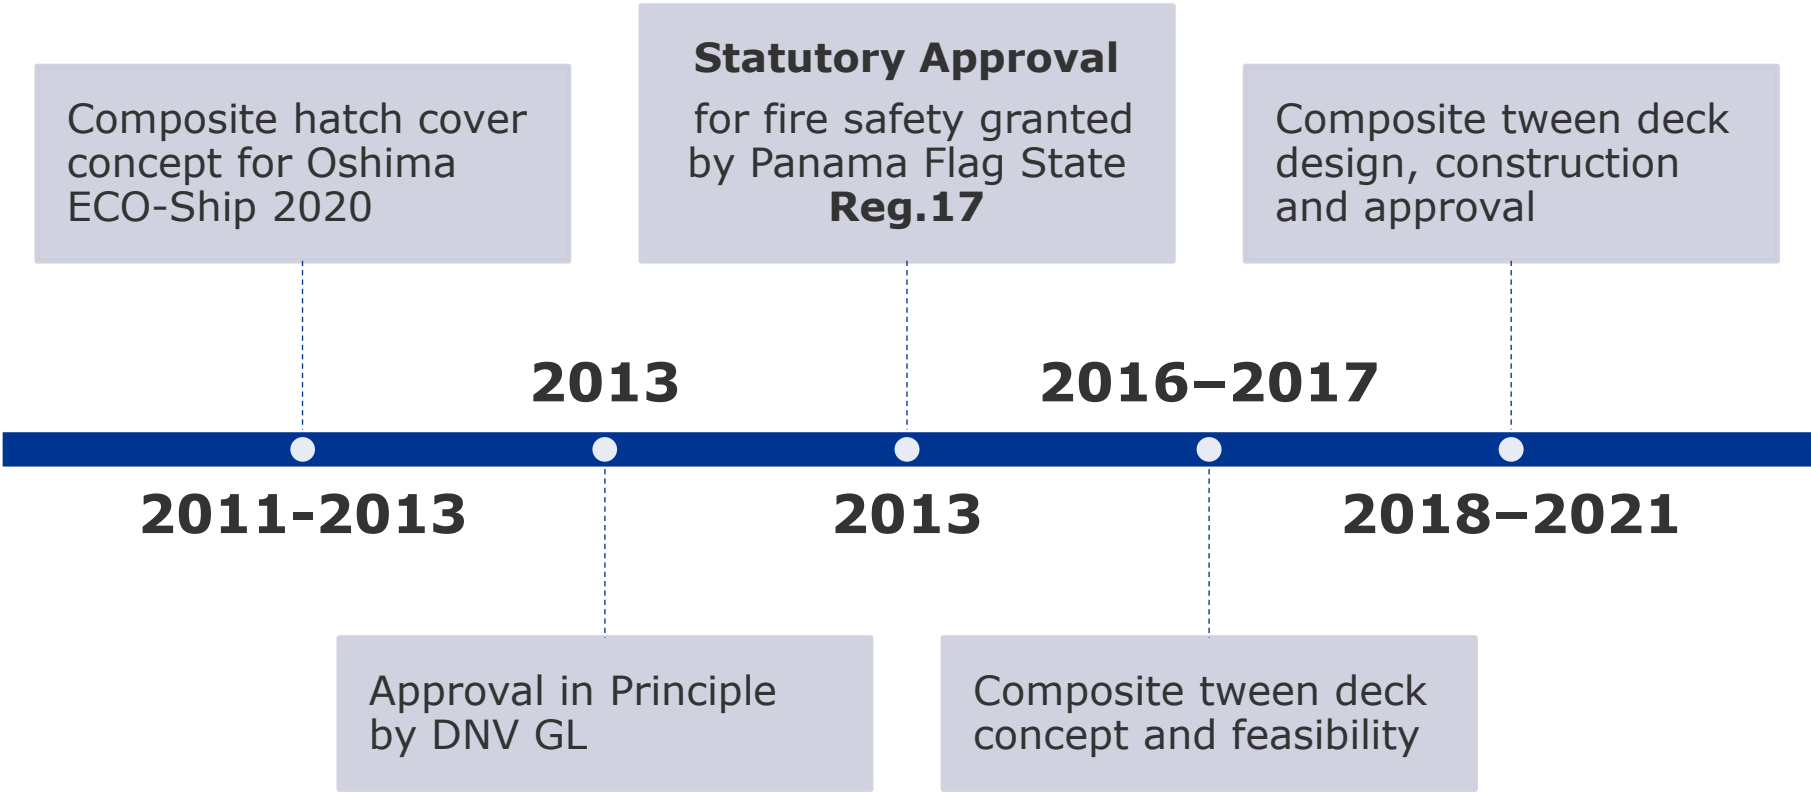 Composite hatch cover
concept for Oshima
ECO-Ship 2020
2011-2013
2013
Approval in Principle
by DNV GL
Statutory Approval
for fire safety granted
by Panama Flag State
Reg.17
2013
2016–2017
Composite tween deck
concept and feasibility
Composite tween deck
design, construction
and approval
2018–2021